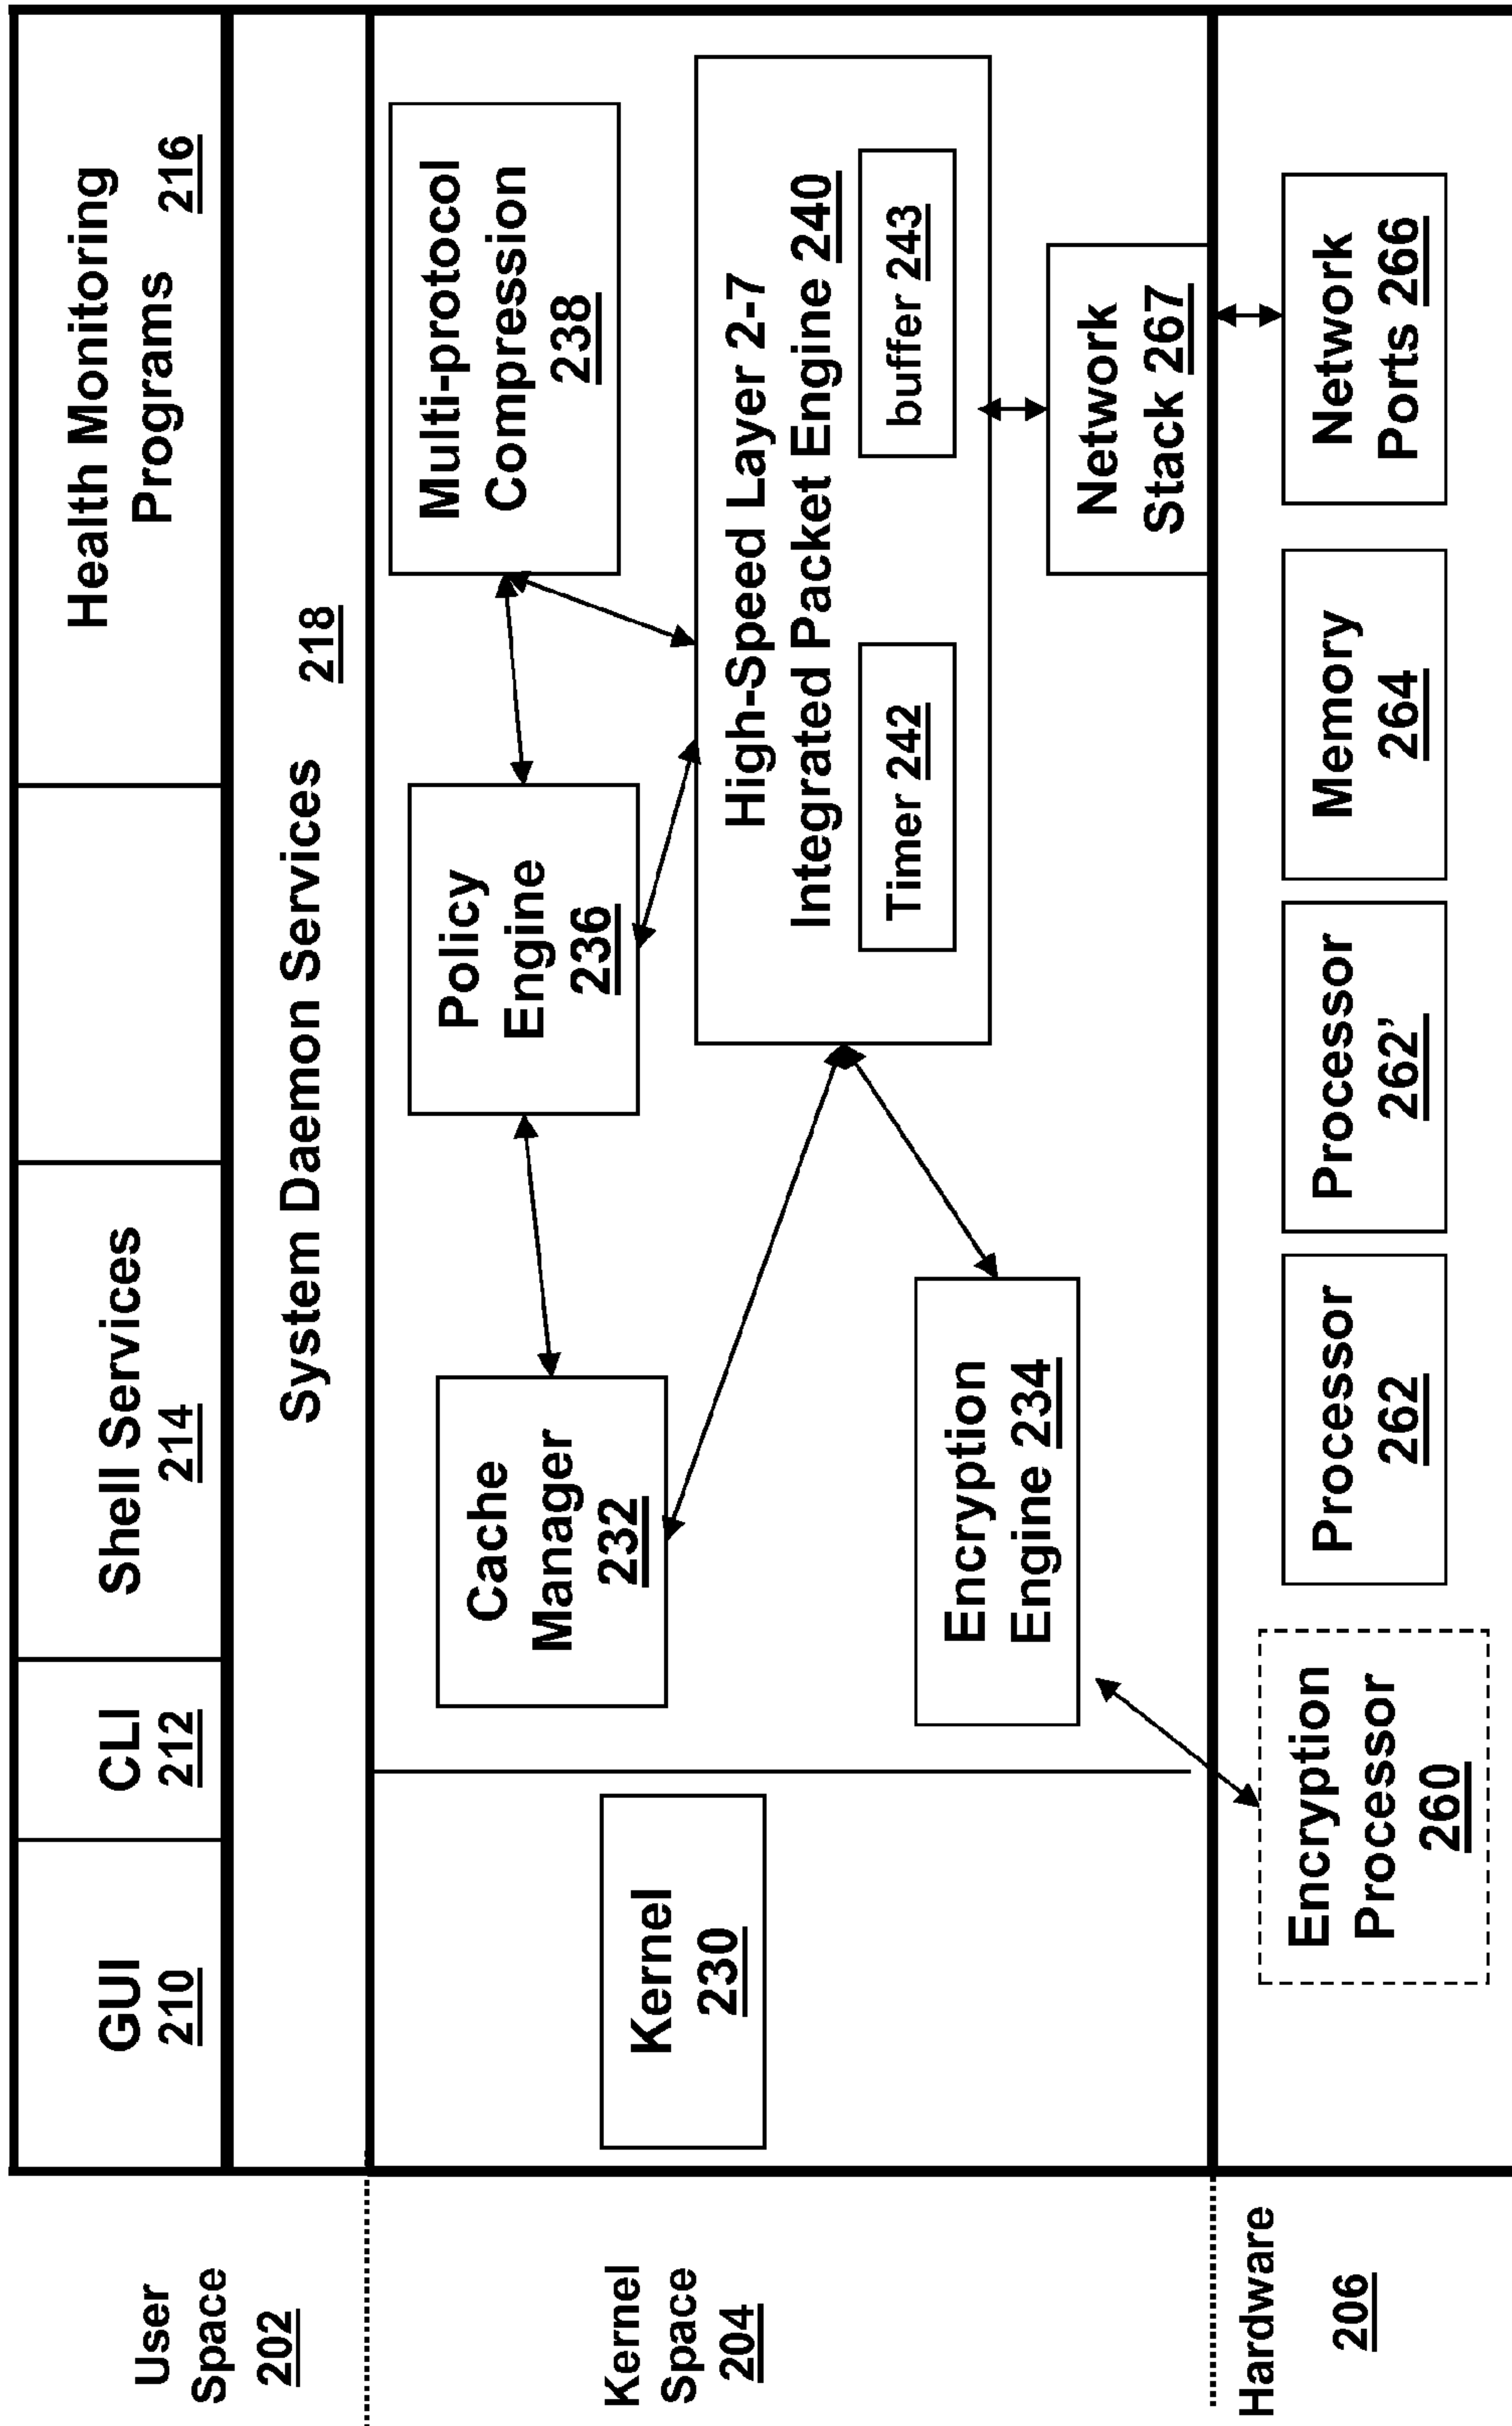 User
Space
202
GUI
210
CLI
212
Shell Services
214
Health Monitoring
Programs 216
System Daemon Services 218
Kernel
Space
204
Kernel
230
Cache
Manager
232
Policy
Engine
236
Multi-protocol
Compression
238
High-Speed Layer 2-7
Integrated Packet Engine 240
Timer 242
buffer 243
Encryption
Engine 234
Network
Stack 267
Hardware
206
Encryption
Processor
260
Processor
262
Processor
262’
Memory
264
Network
Ports 266